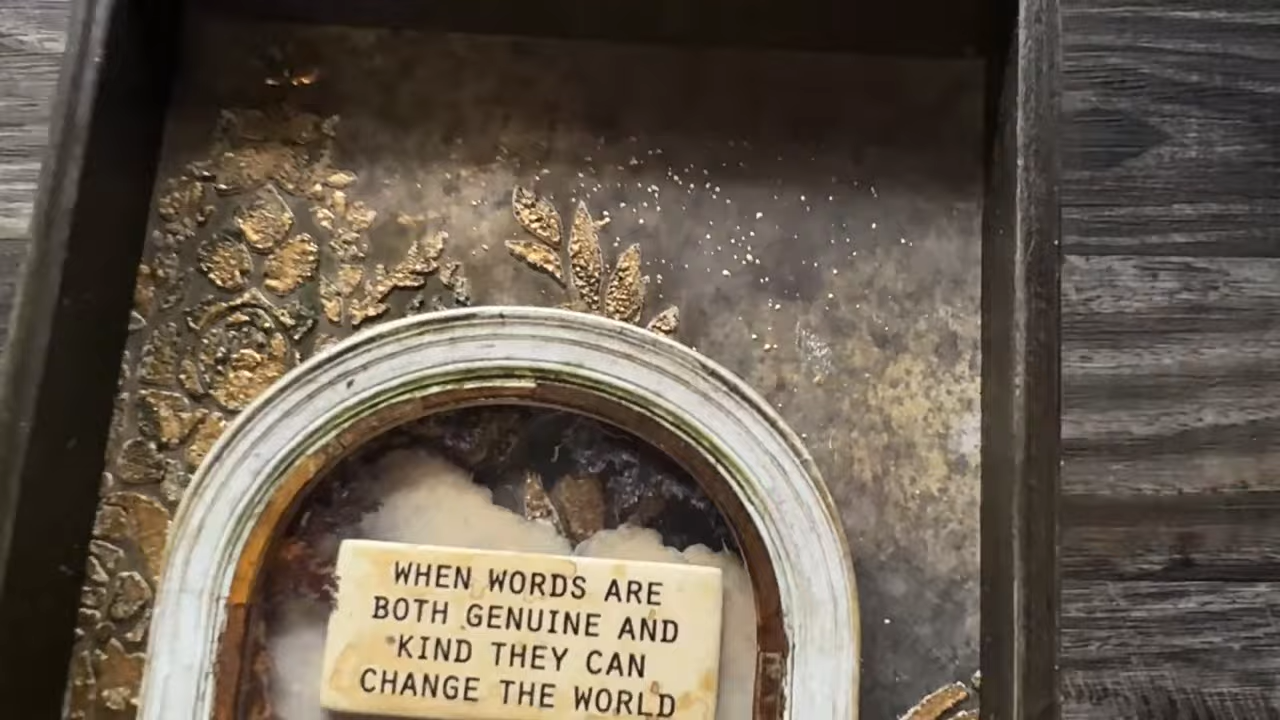 WHEN WORDS ARE
BOTH GENUINE AND
KIND THEY CAN
CHANGE THE WORLD